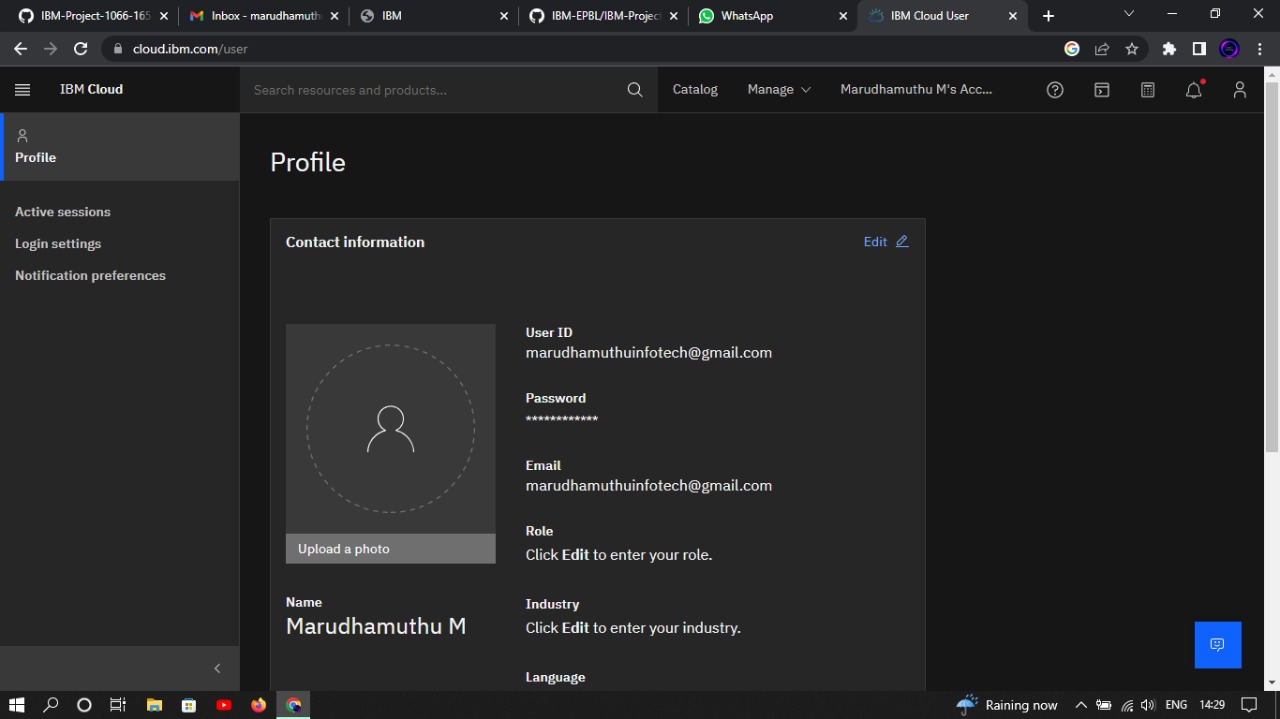 IBM-Project-1066-165
Inbox - marudhamuth
IBM
IBM-EPBL/IBM-Project
WhatsApp
IBM Cloud User
cloud.ibm.com/user
IBM Cloud
Search resources and products...
Catalog
Manage
Marudhamuthu M's Acc...
Profile
Active sessions
Login settings
Notification preferences
Profile
Contact information
Edit
Upload a photo
Name
Marudhamuthu M
User ID
marudhamuthuinfotech@gmail.com
Password
************
Email
marudhamuthuinfotech@gmail.com
Role
Click Edit to enter your role.
Industry
Click Edit to enter your industry.
Language
Raining now
ENG
14:29